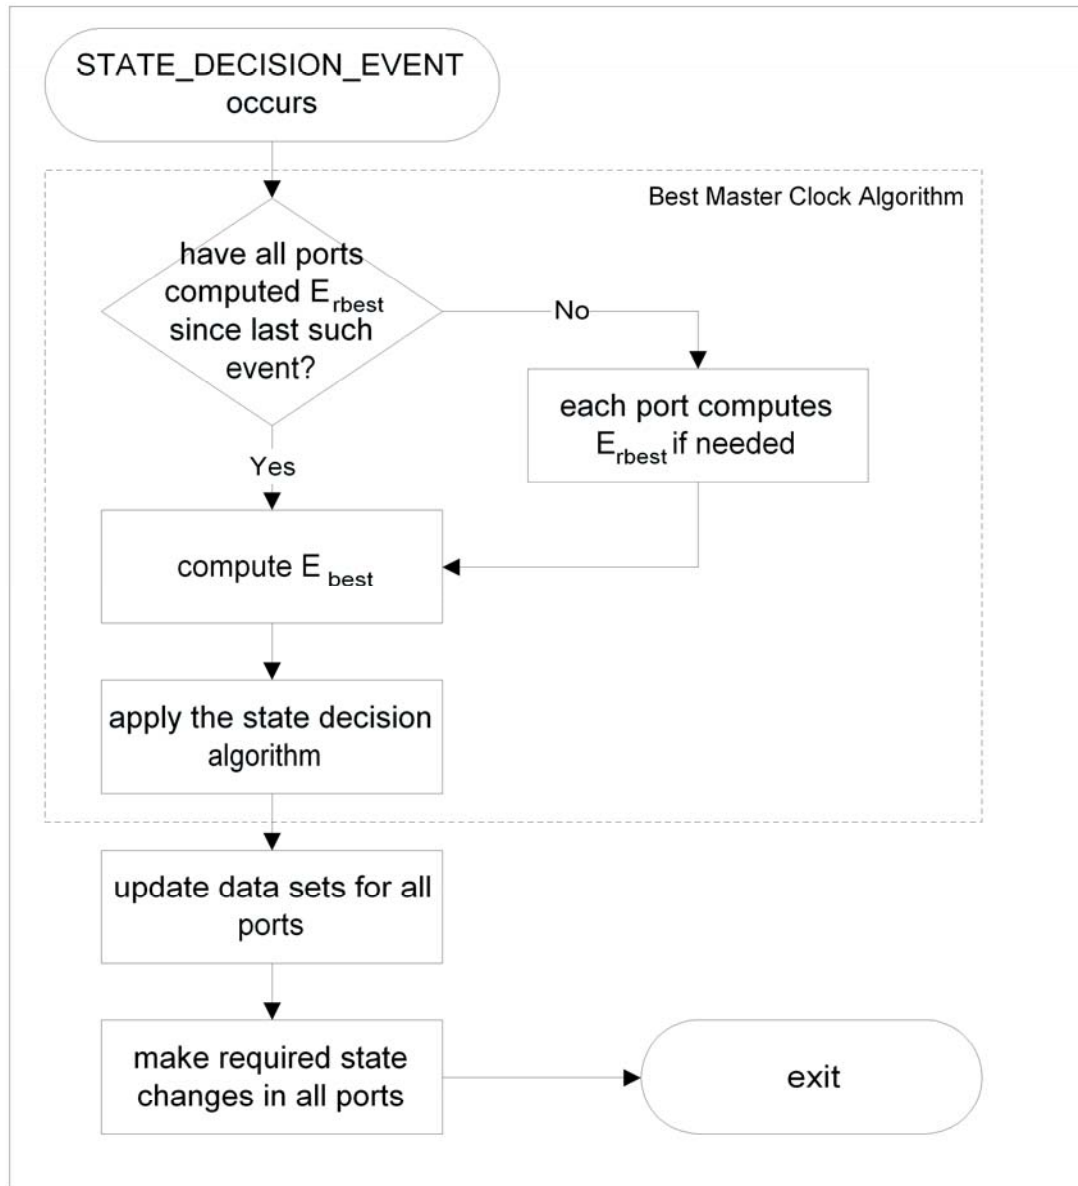 STATE_DECISION_EVENT
occurs
Best Master Clock Algorithm
have all ports
computed E rbest
since last such
event?
No
each port computes
E rbest if needed
Yes
compute E best
apply the state decision
algorithm
update data sets for all
ports
make required state
changes in all ports
exit